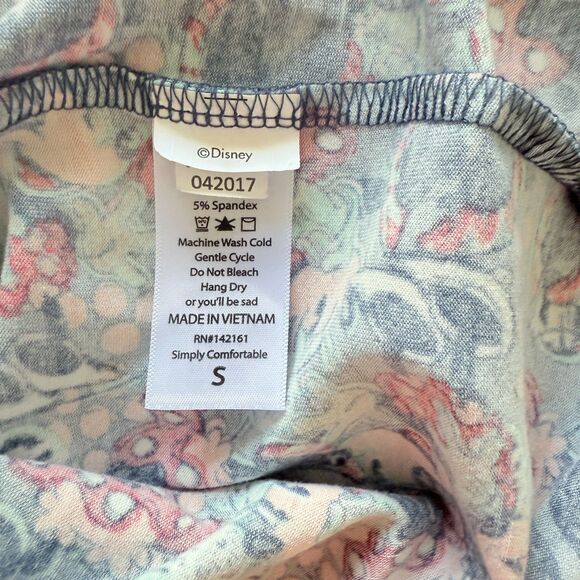 ©Disney
042017
5% Spandex
Machine Wash Cold
Gentle Cycle
Do Not Bleach
Hang Dry
or you'll be sad
MADE IN VIETNAM
RN#142161
Simply Comfortable
S